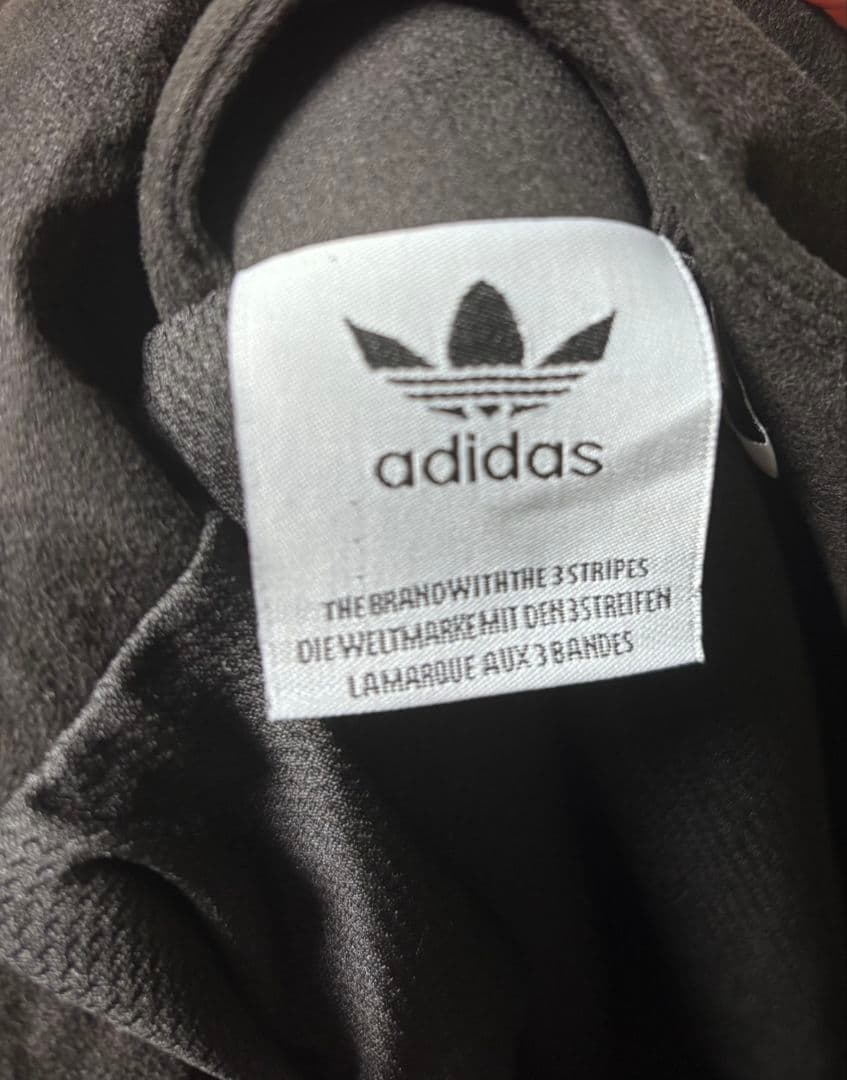 adidas
THE BRAND WITH THE 3 STRIPES
DIE WELTMARKE MIT DEN 3 STREIFEN
LA MARQUE AUX 3 BANDES